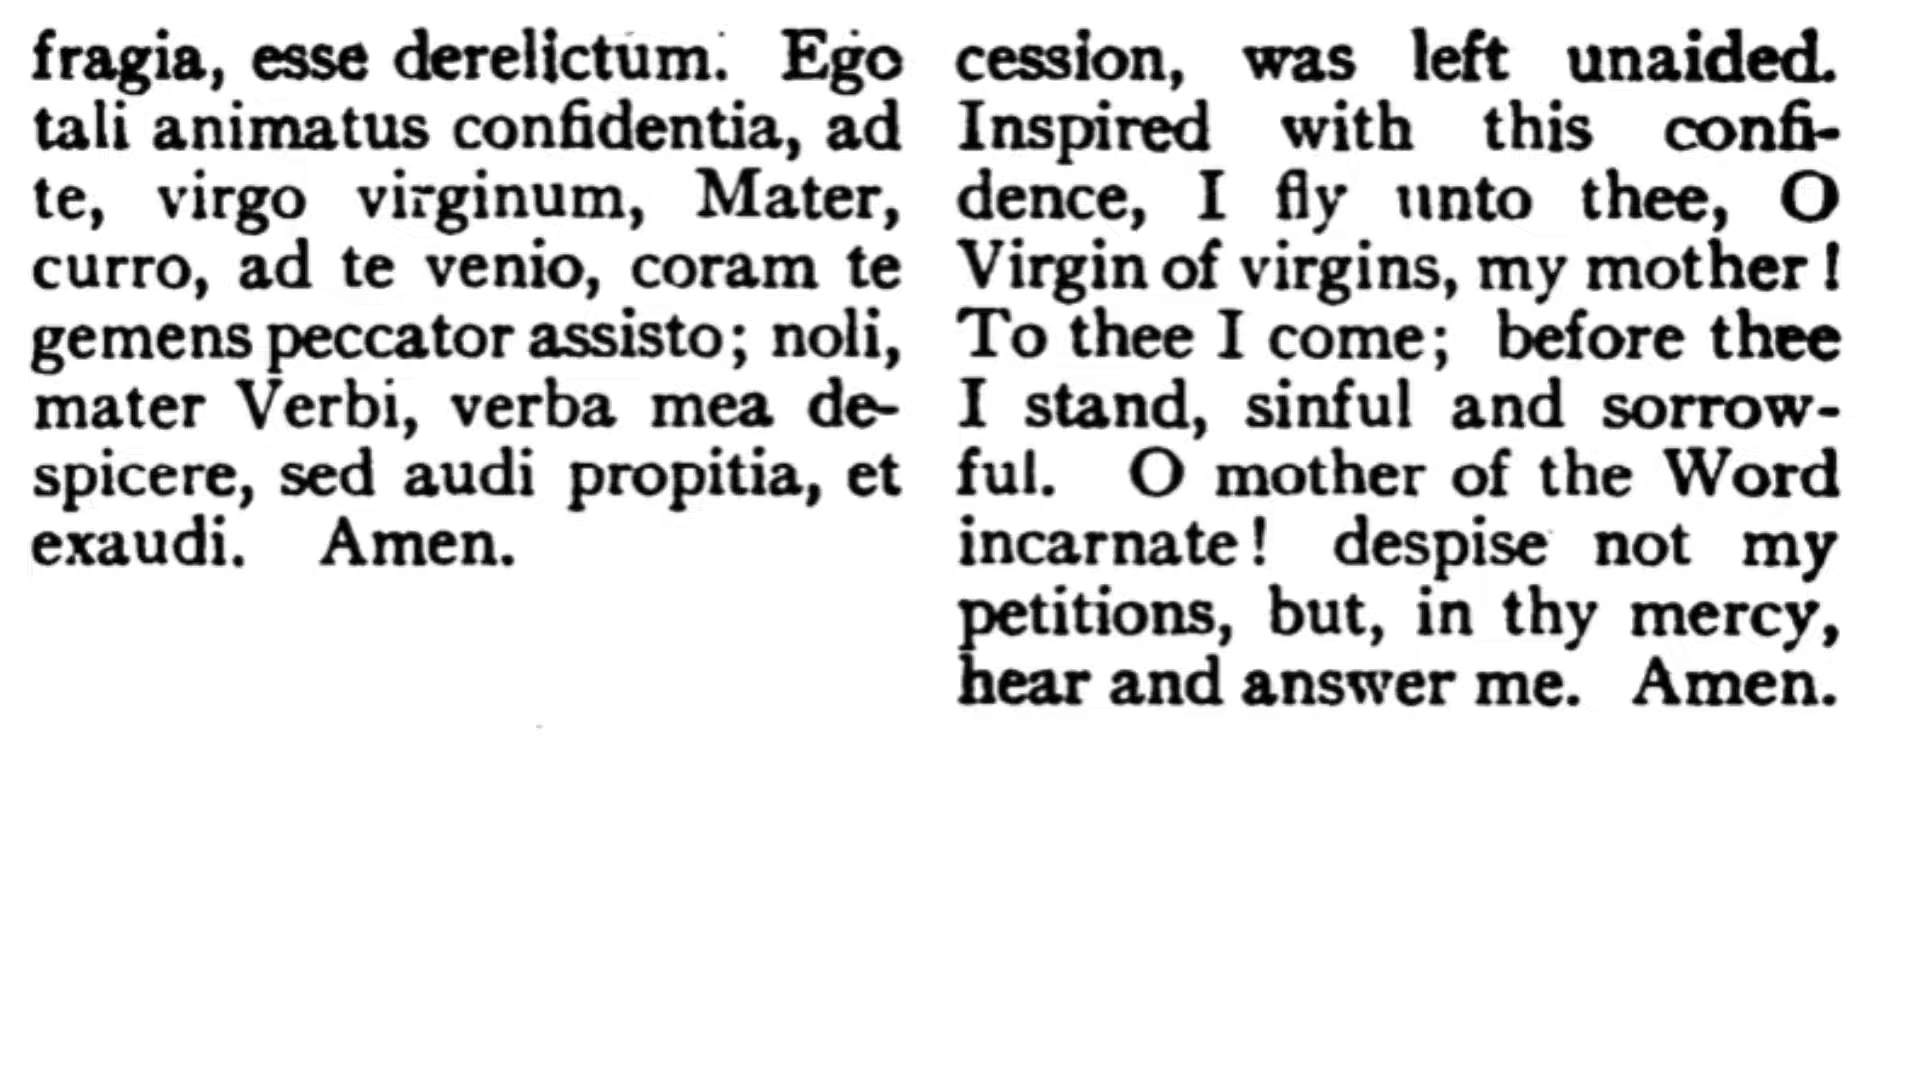 fragia, esse derelictum. Ego
tali animatus confidentia, ad
te, virgo virginum, Mater,
curro, ad te venio, coram te
gemens peccator assisto; noli,
mater Verbi, verba mea de-
spicere, sed audi propitia, et
exaudi. Amen.
cession, was left unaided.
Inspired with this confi-
dence, I fly unto thee, O
Virgin of virgins, my mother!
To thee I come; before thee
I stand, sinful and sorrow-
ful. O mother of the Word
incarnate! despise not my
petitions, but, in thy mercy,
hear and answer me. Amen.